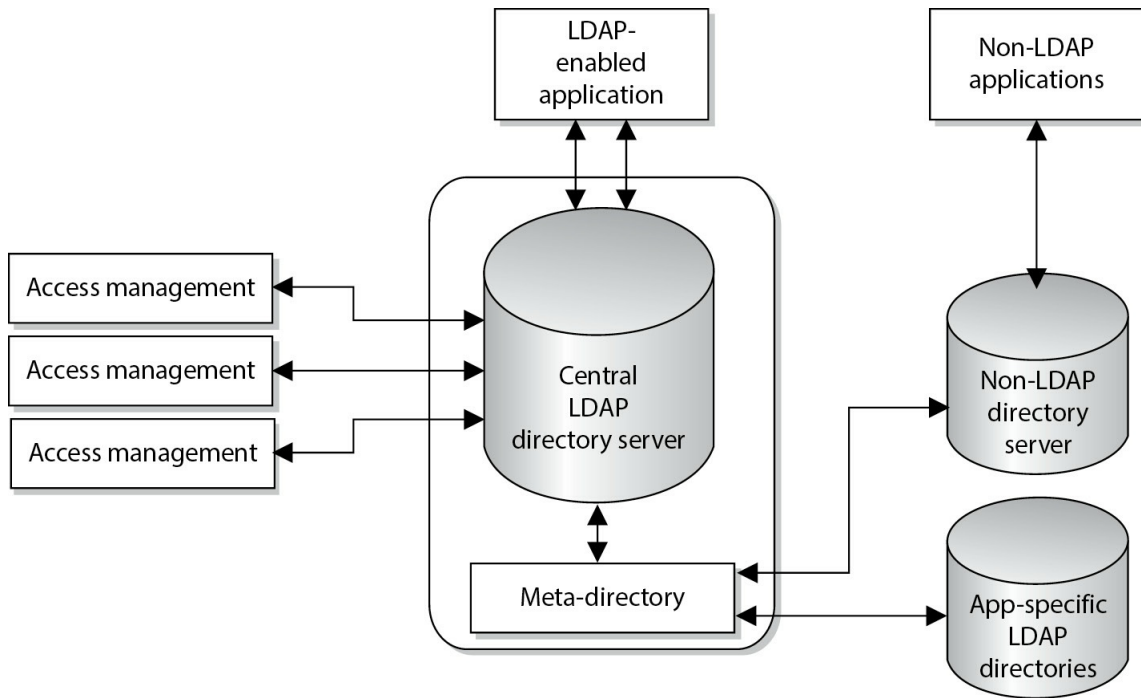 LDAP-
enabled
application
Non-LDAP
applications
Access management
Access management
Access management
Central
LDAP
directory server
Non-LDAP
directory
server
Meta-directory
App-specific
LDAP
directories